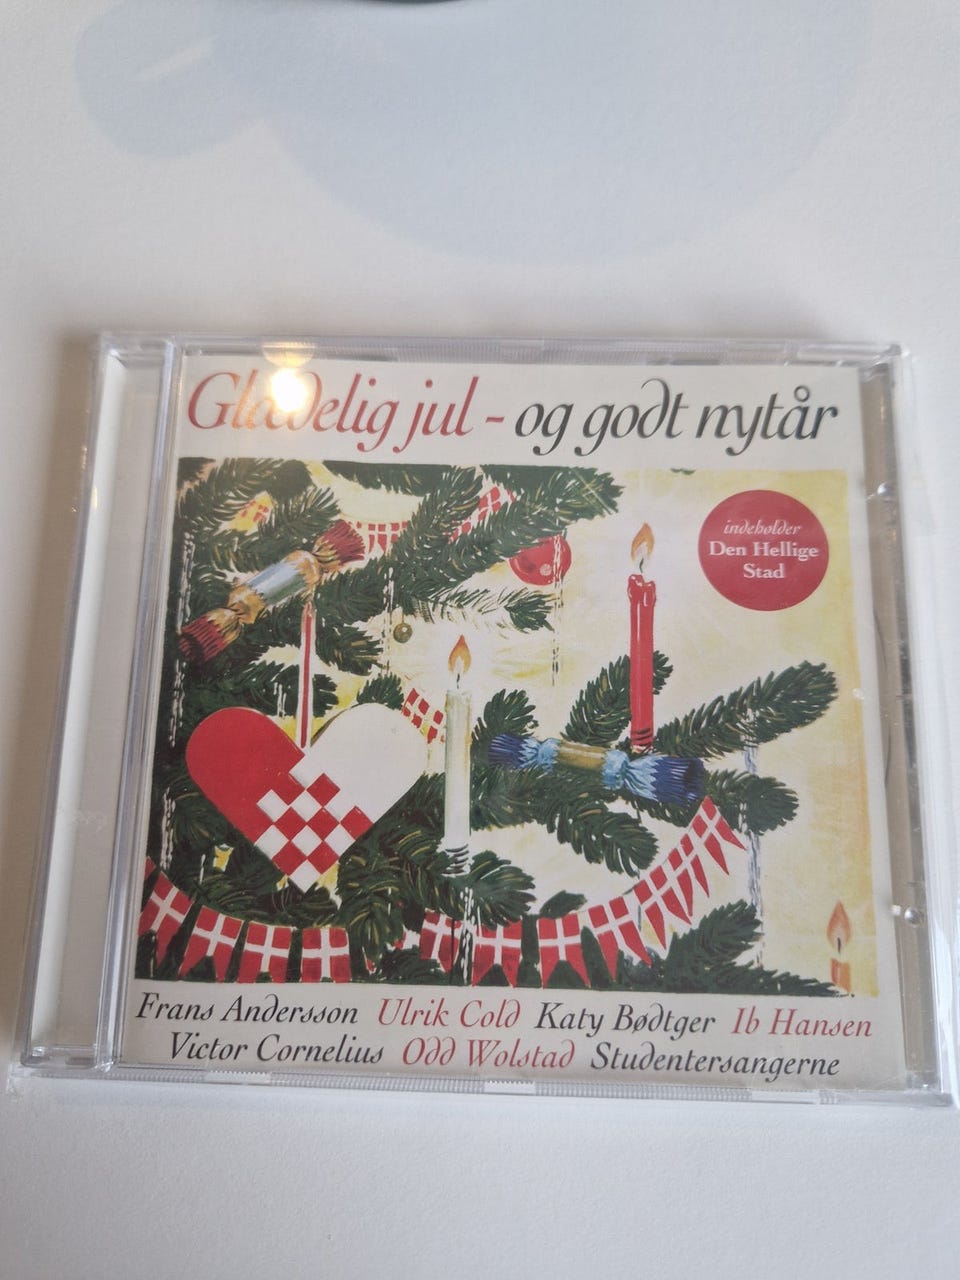 Glædelig jul - og godt nytår
indeholder
Den Hellige
Stad
Frans Andersson Ulrik Cold Katy Bødtger Ib Hansen
Victor Cornelius Odd Wolstad Studentersangerne